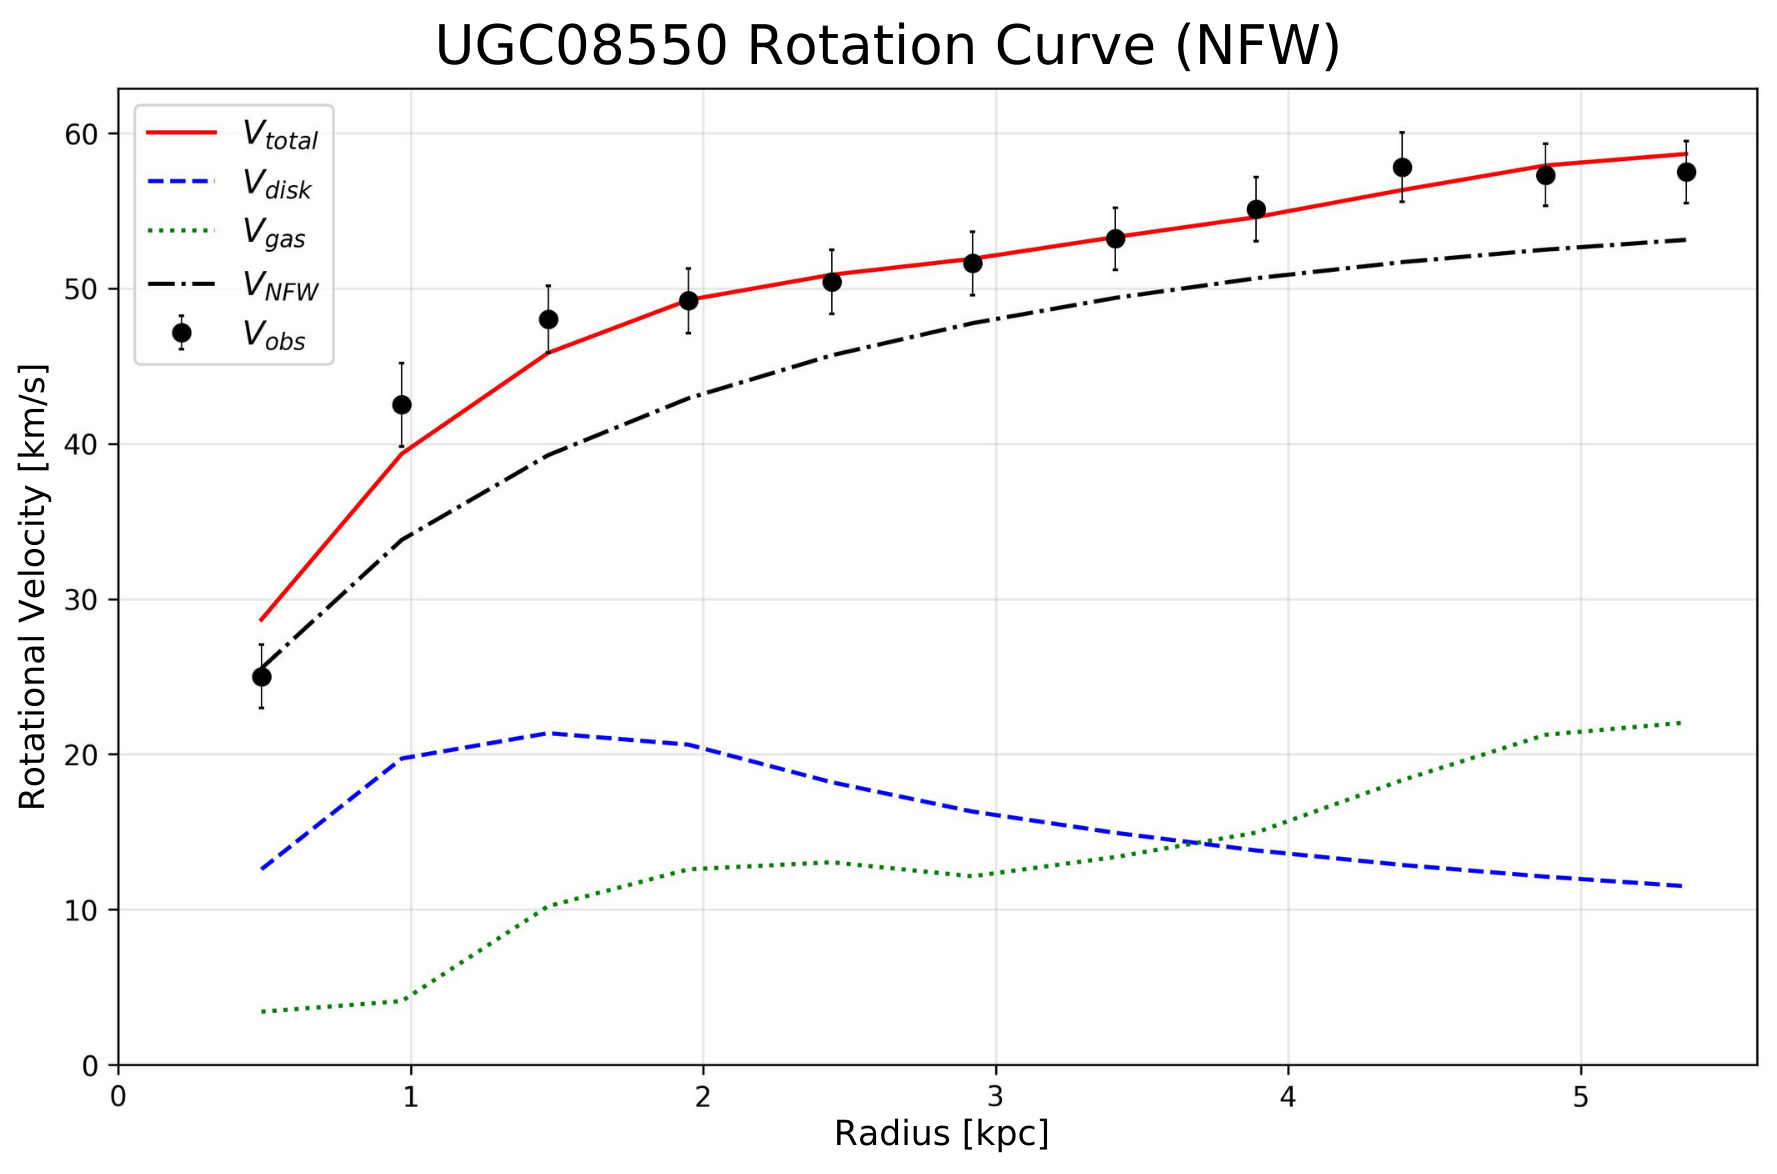 UGC08550 Rotation Curve (NFW)
V_total
V_disk
V_gas
V_NFW
V_obs
Rotational Velocity [km/s]
60
50
40
30
20
10
0
0 1 2 3 4 5
Radius [kpc]